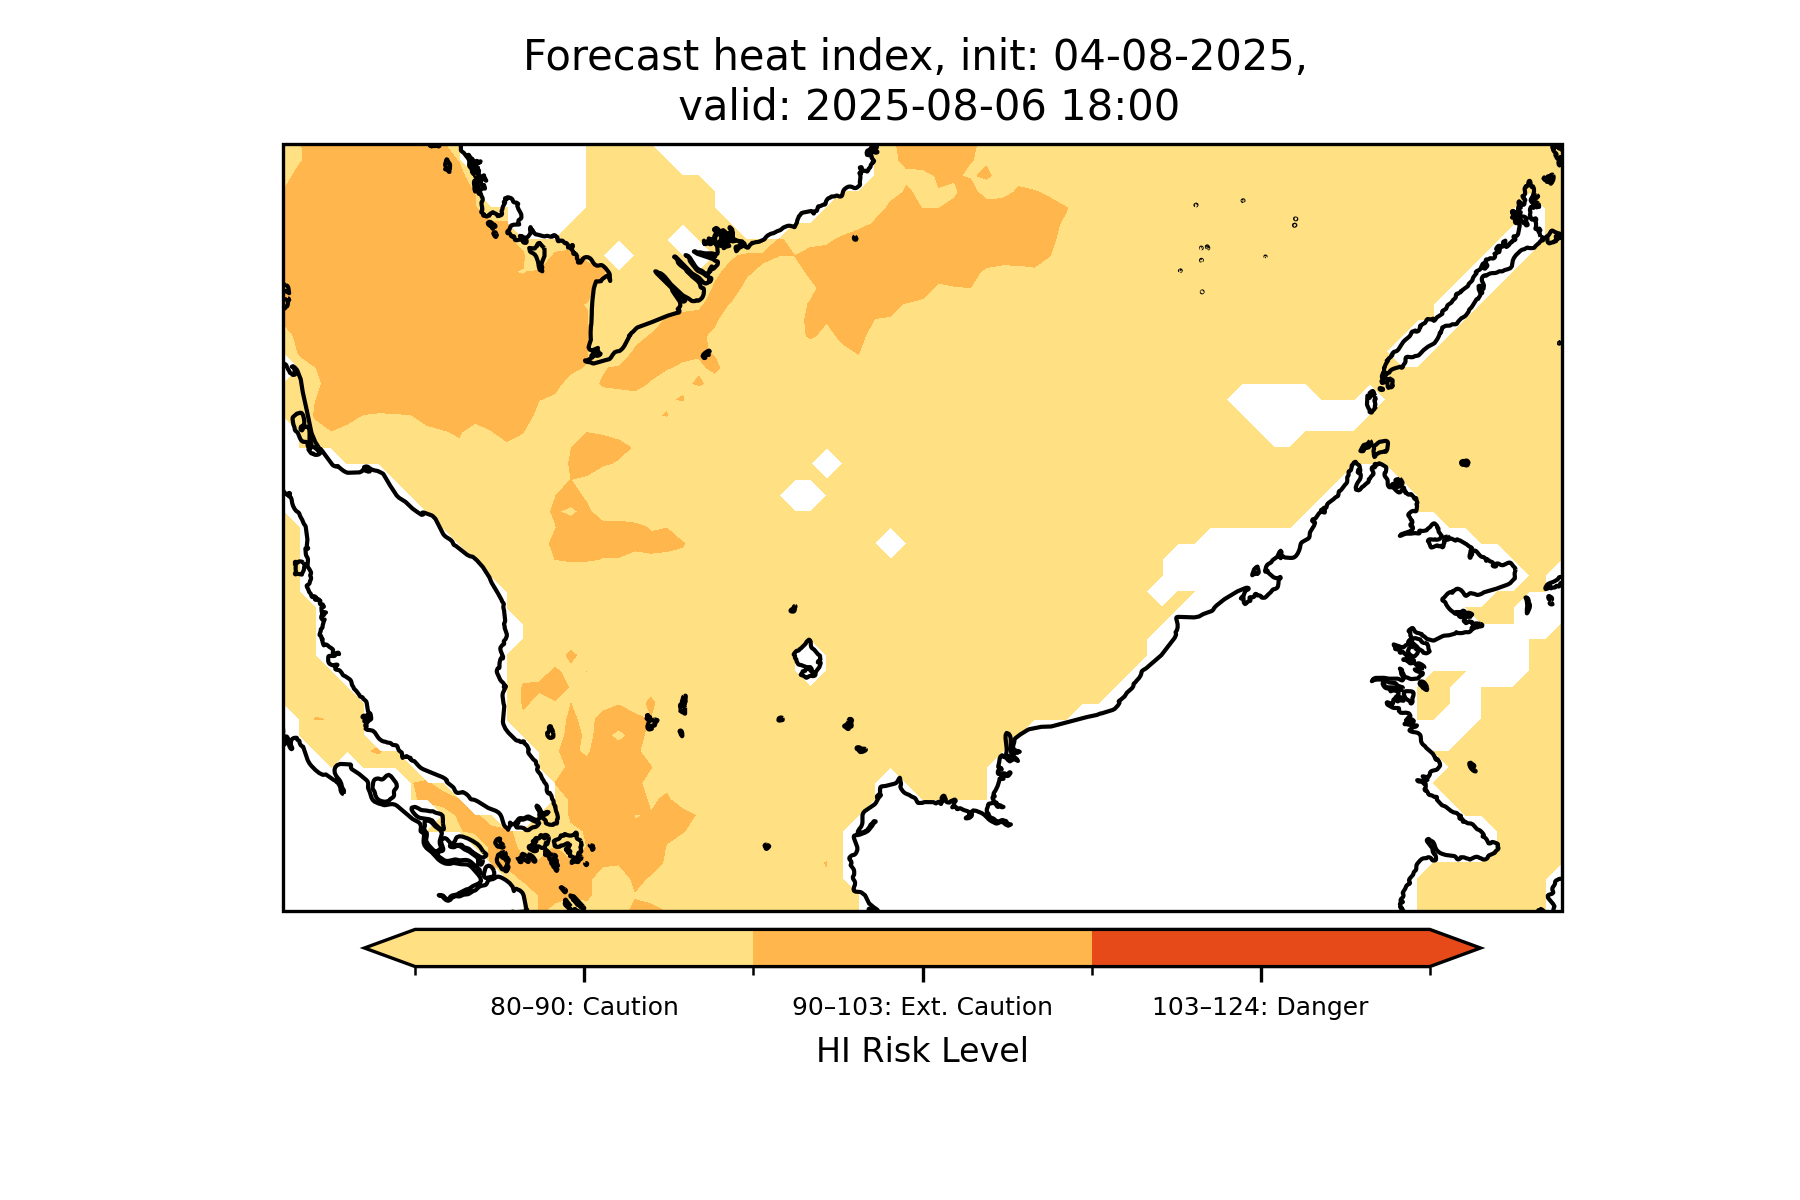 Forecast heat index, init: 04-08-2025,
valid: 2025-08-06 18:00
80–90: Caution
90–103: Ext. Caution
103–124: Danger
HI Risk Level